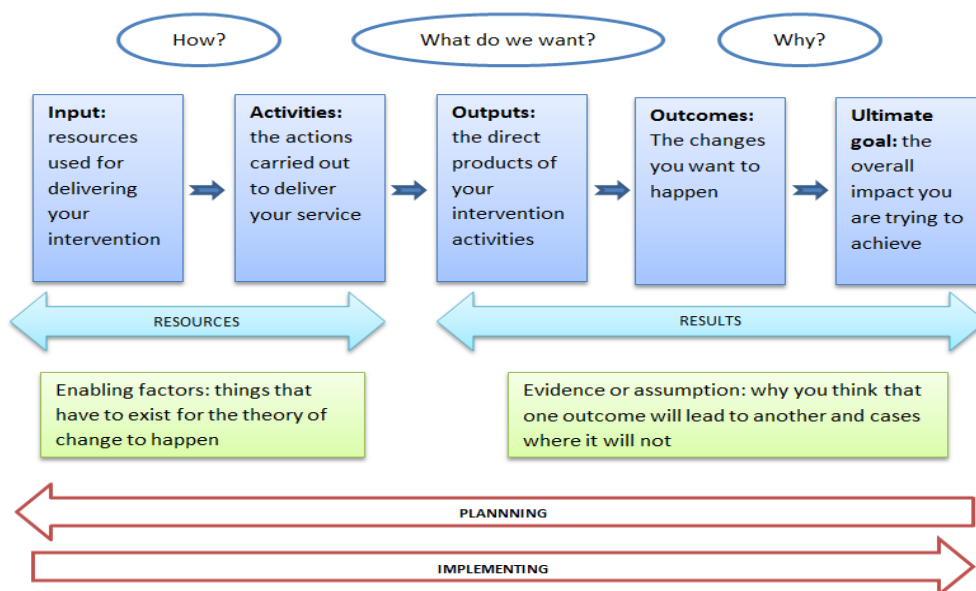 How?
What do we want?
Why?
Input:
resources
used for
delivering
your
intervention
Activities:
the actions
carried out
to deliver
your service
Outputs:
the direct
products of
your
intervention
activities
Outcomes:
The changes
you want to
happen
Ultimate
goal: the
overall
impact you
are trying to
achieve
RESOURCES
RESULTS
Enabling factors: things that
have to exist for the theory of
change to happen
Evidence or assumption: why you think that
one outcome will lead to another and cases
where it will not
PLANNNING
IMPLEMENTING